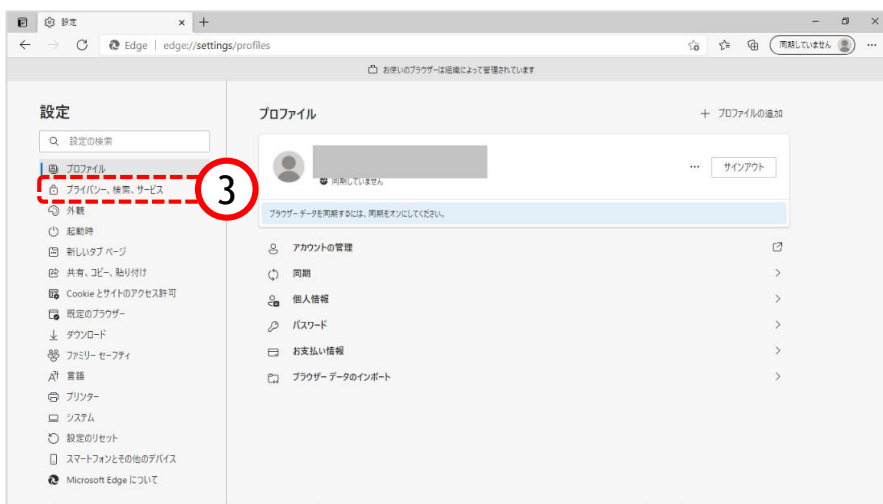 設定
Edge | edge://settings/profiles
同期していません
お使いのブラウザーは組織によって管理されています
設定
設定の検索
プロファイル
プライバシー、検索、サービス
3
外観
起動時
新しいタブ ページ
共有、コピー、貼り付け
Cookie とサイトのアクセス許可
既定のブラウザー
ダウンロード
ファミリー セーフティ
言語
プリンター
システム
設定のリセット
スマートフォンとその他のデバイス
Microsoft Edge について
プロファイル
プロファイルの追加
同期していません
サインアウト
ブラウザー データを同期するには、同期をオンにしてください。
アカウントの管理
同期
個人情報
パスワード
お支払い情報
ブラウザー データのインポート